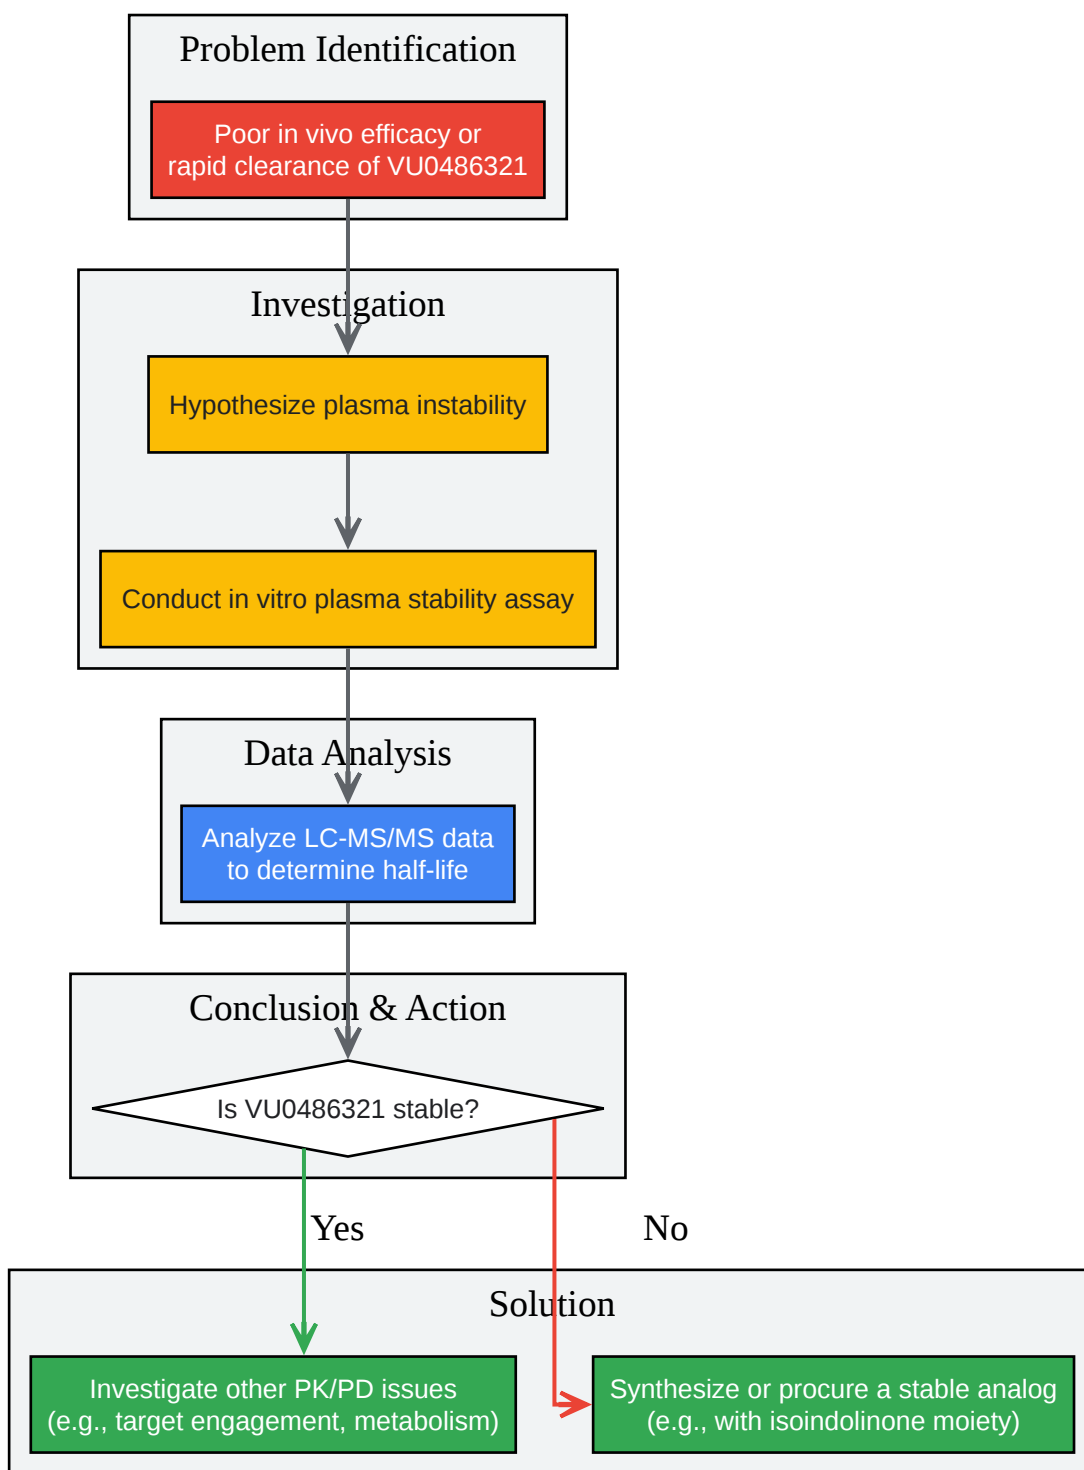 Problem Identification
Poor in vivo efficacy or
rapid clearance of VU0486321
Investigation
Hypothesize plasma instability
Conduct in vitro plasma stability assay
Data Analysis
Analyze LC-MS/MS data
to determine half-life
Conclusion & Action
Is VU0486321 stable?
Yes
No
Solution
Investigate other PK/PD issues
(e.g., target engagement, metabolism)
Synthesize or procure a stable analog
(e.g., with isoindolinone moiety)